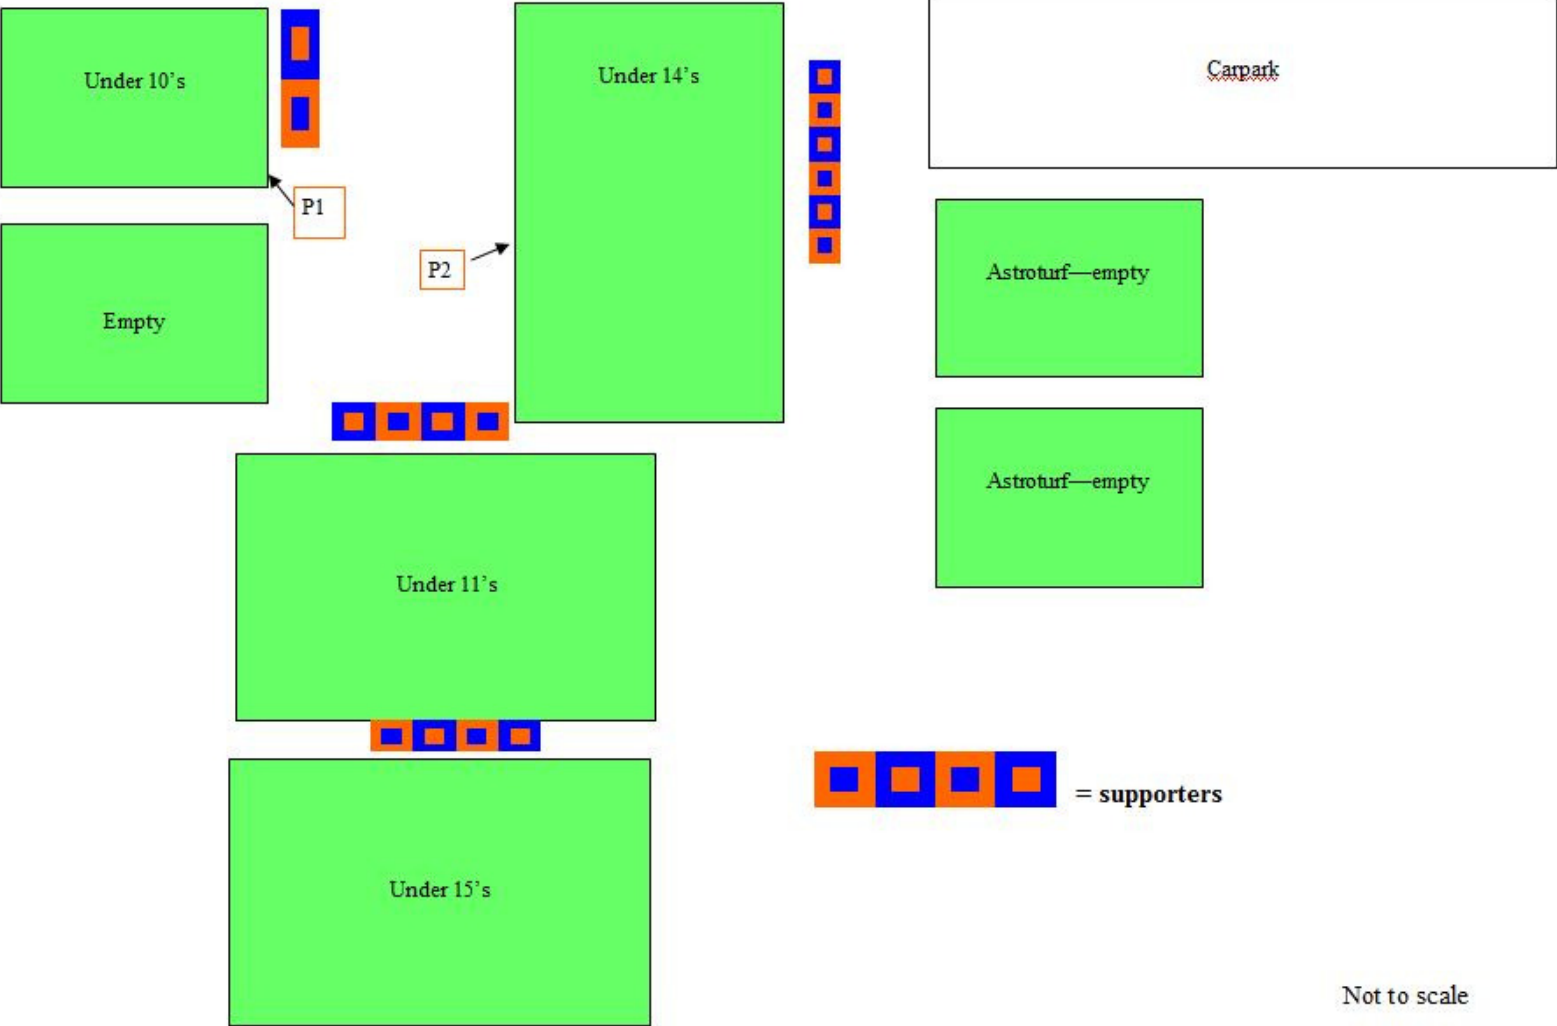 Under 10’s
Under 14’s
Carpark
P1
P2
Astroturf—empty
Empty
Astroturf—empty
Under 11’s
= supporters
Under 15’s
Not to scale